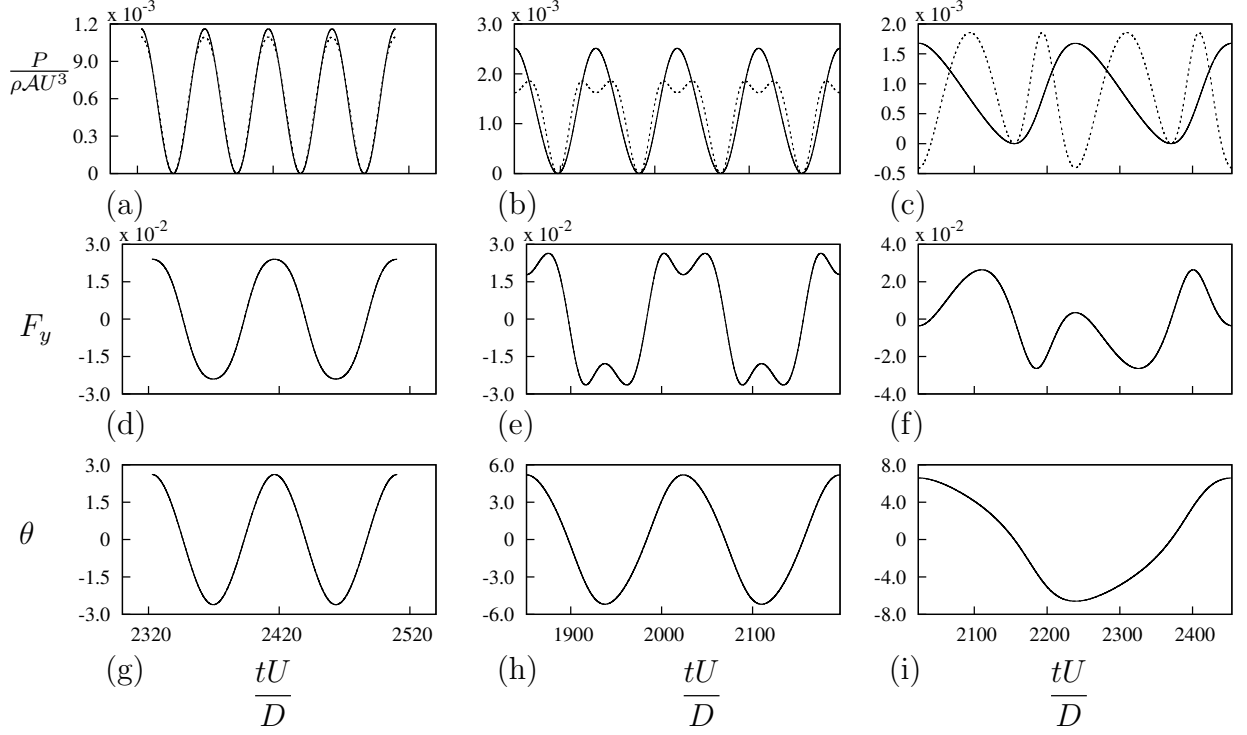 x 10-3 x 10-3 x 10-3
P/ρAU3
1.2 9.0 0.6 0.3 0
3.0 2.0 1.0 0
2.0 1.5 1.0 0.5 0 -0.5
(a) (b) (c)
x 10-2 x 10-2 x 10-2
Fy
3.0 1.5 0 -1.5 -3.0
3.0 1.5 0 -1.5 -3.0
4.0 2.0 0 -2.0 -4.0
(d) (e) (f)
θ
3.0 1.5 0 -1.5 -3.0
6.0 3.0 0 -3.0 -6.0
8.0 4.0 0 -4.0 -8.0
2320 2420 2520 1900 2000 2100 2100 2200 2300 2400
(g) (h) (i)
tU/D tU/D tU/D